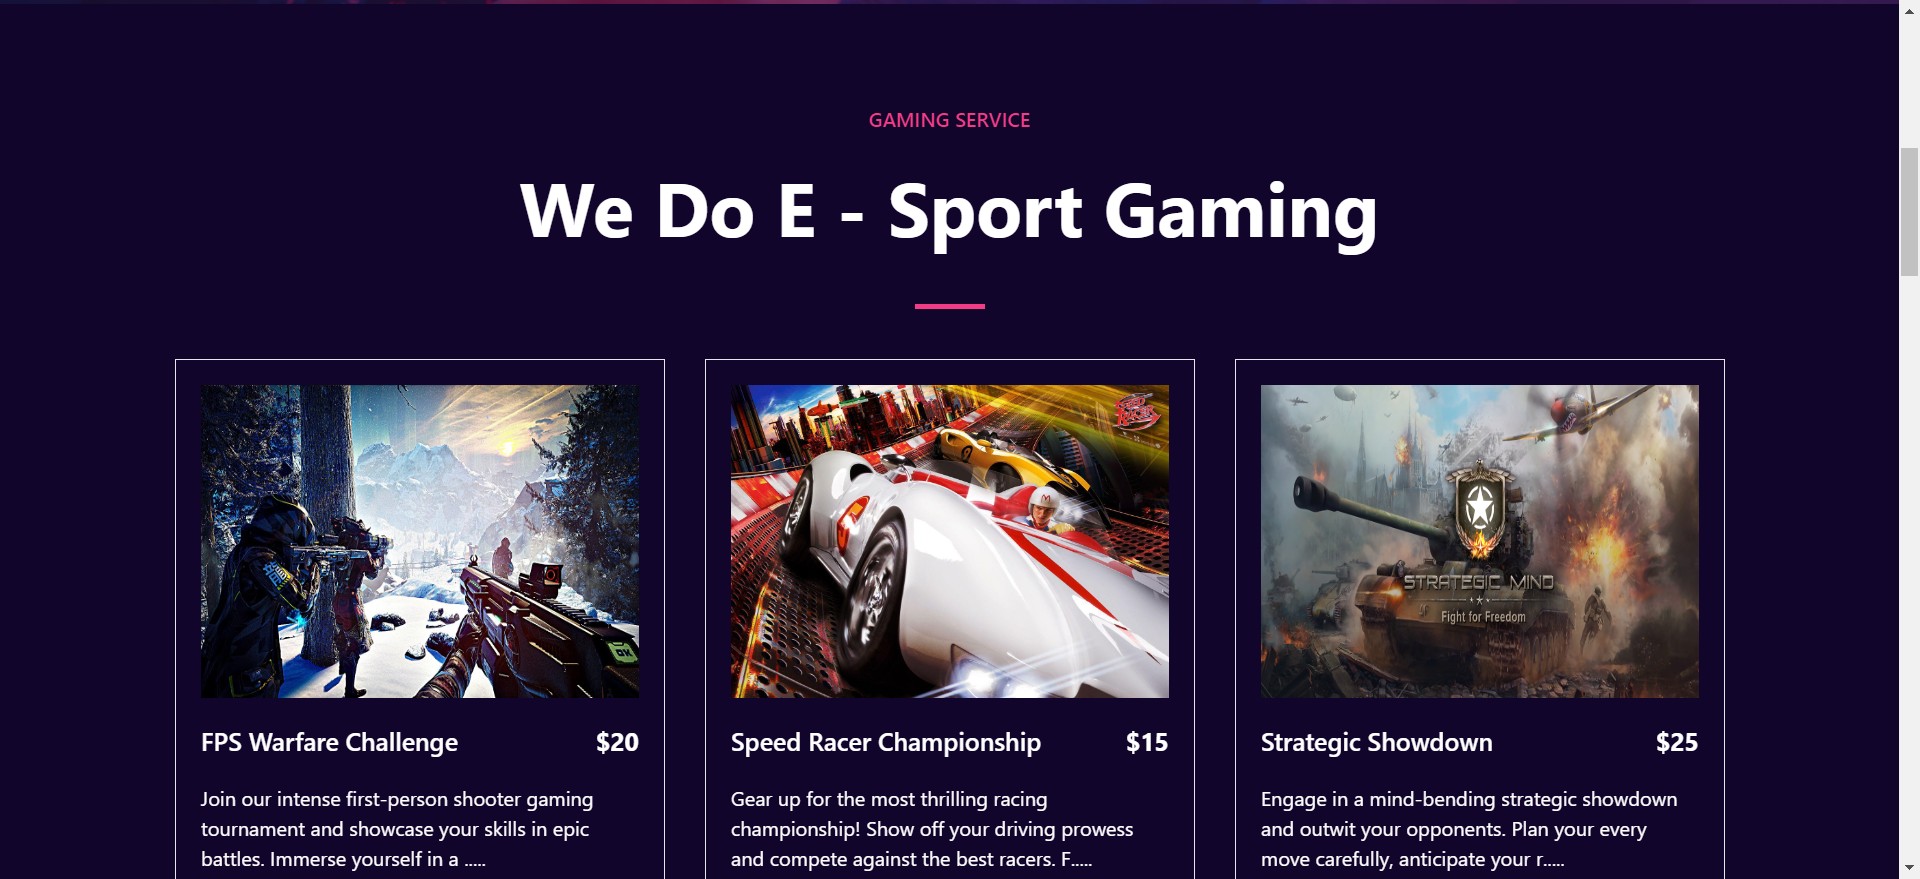 GAMING SERVICE
We Do E - Sport Gaming
STRATEGIC MIND
Fight for Freedom
FPS Warfare Challenge $20
Join our intense first-person shooter gaming
tournament and showcase your skills in epic
battles. Immerse yourself in a .....
Speed Racer Championship $15
Gear up for the most thrilling racing
championship! Show off your driving prowess
and compete against the best racers. F.....
Strategic Showdown $25
Engage in a mind-bending strategic showdown
and outwit your opponents. Plan your every
move carefully, anticipate your r.....